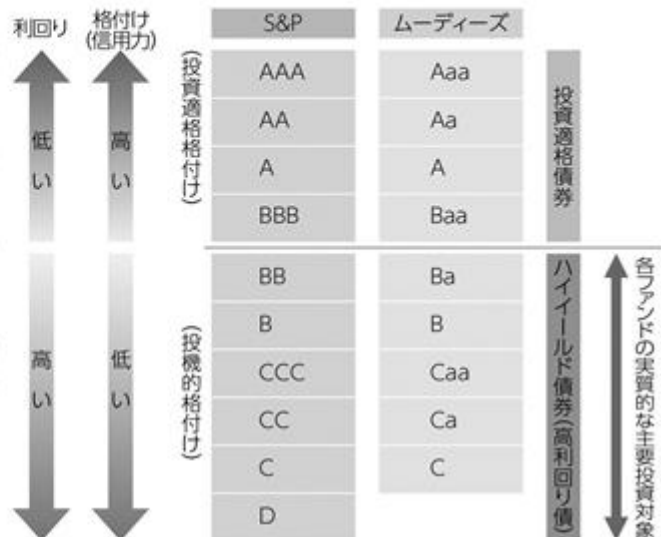 利回り
格付け
(信用力)
S&P
ムーディーズ
低い
高い
(投資適格格付け)
AAA
Aaa
AA
Aa
A
A
BBB
Baa
投資適格債券
高い
低い
(投機的格付け)
BB
Ba
B
B
CCC
Caa
CC
Ca
C
C
D
ハイイールド債券(高利回り債)
各ファンドの実質的な主要投資対象